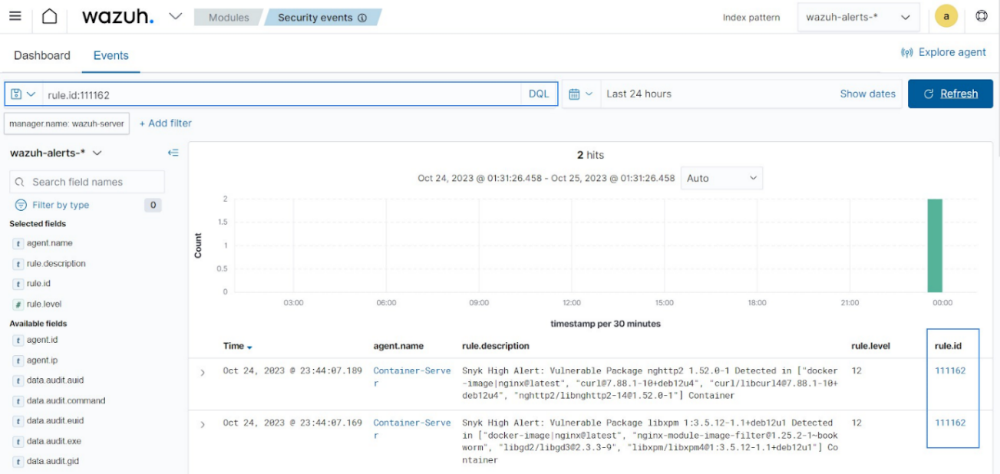 wazuh. Modules Security events Index pattern wazuh-alerts-* a
Dashboard Events Explore agent
rule.id:111162 DQL Last 24 hours Show dates Refresh
manager.name: wazuh-server + Add filter
wazuh-alerts-*
Search field names
Filter by type 0
Selected fields
t agent.name
t rule.description
t rule.id
# rule.level
Available fields
t agent.id
t agent.ip
t data.audit.auid
t data.audit.command
t data.audit.euid
t data.audit.exe
t data.audit.gid
2 hits
Oct 24, 2023 @ 01:31:26.458 - Oct 25, 2023 @ 01:31:26.458 Auto
Count
2
1.5
1
0.5
0
03:00 06:00 09:00 12:00 15:00 18:00 21:00 00:00
timestamp per 30 minutes
Time agent.name rule.description rule.level rule.id
Oct 24, 2023 @ 23:44:07.189 Container-Serve Snyk High Alert: Vulnerable Package nghttp2 1.52.0-1 Detected in ["docker 12 111162
r -image|nginx@latest", "curl@7.88.1-10+deb12u4", "curl/libcurl4@7.88.1-10+
deb12u4", "nghttp2/libnghttp2-14@1.52.0-1"] Container
Oct 24, 2023 @ 23:44:07.169 Container-Serve Snyk High Alert: Vulnerable Package libxpm 1:3.5.12-1.1+deb12u1 Detected 12 111162
r in ["docker-image|nginx@latest", "nginx-module-image-filter@1.25.2-1~book
worm", "libgd2/libgd3@2.3.3-9", "libxpm/libxpm4@1:3.5.12-1.1+deb12u1"] Co
ntainer